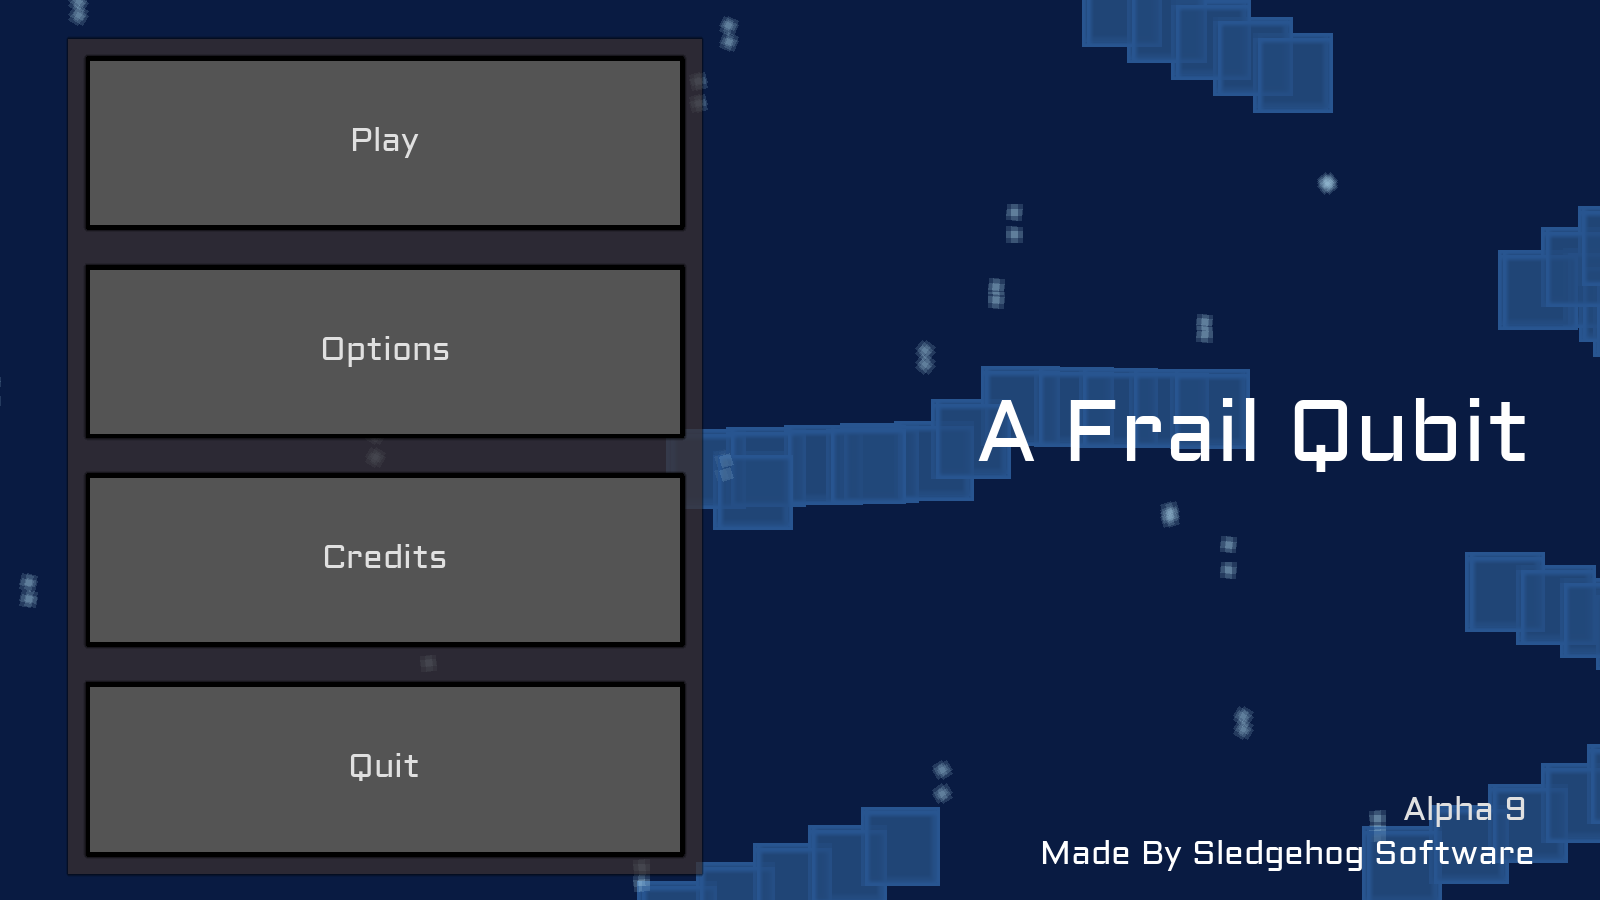 Play
Options
Credits
Quit
A Frail Qubit
Alpha 9
Made By Sledgehog Software